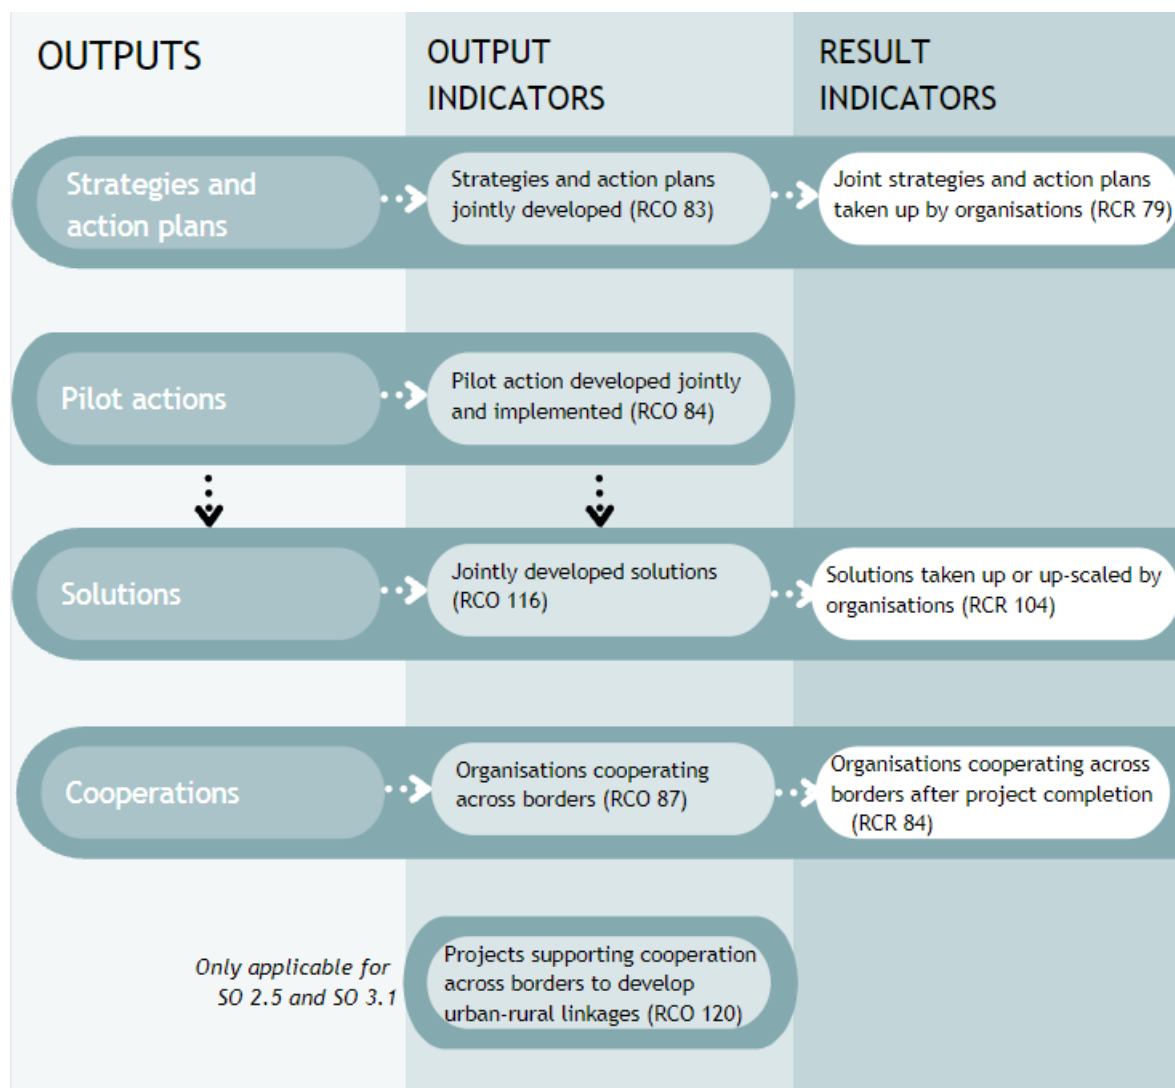 OUTPUTS
OUTPUT
INDICATORS
RESULT
INDICATORS
Strategies and
action plans
Strategies and action plans
jointly developed (RCO 83)
Joint strategies and action plans
taken up by organisations (RCR 79)
Pilot actions
Pilot action developed jointly
and implemented (RCO 84)
Solutions
Jointly developed solutions
(RCO 116)
Solutions taken up or up-scaled by
organisations (RCR 104)
Cooperations
Organisations cooperating
across borders (RCO 87)
Organisations cooperating across
borders after project completion
(RCR 84)
Only applicable for
SO 2.5 and SO 3.1
Projects supporting cooperation
across borders to develop
urban-rural linkages (RCO 120)